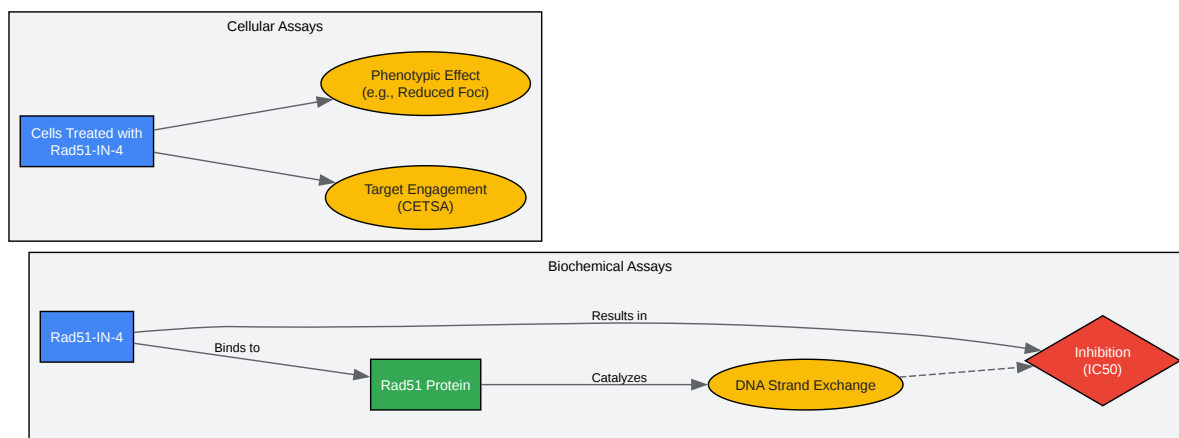 Cellular Assays
Phenotypic Effect
(e.g., Reduced Foci)
Cells Treated with
Rad51-IN-4
Target Engagement
(CETSA)
Biochemical Assays
Rad51-IN-4
Results in
Binds to
Inhibition
(IC50)
Rad51 Protein
Catalyzes
DNA Strand Exchange